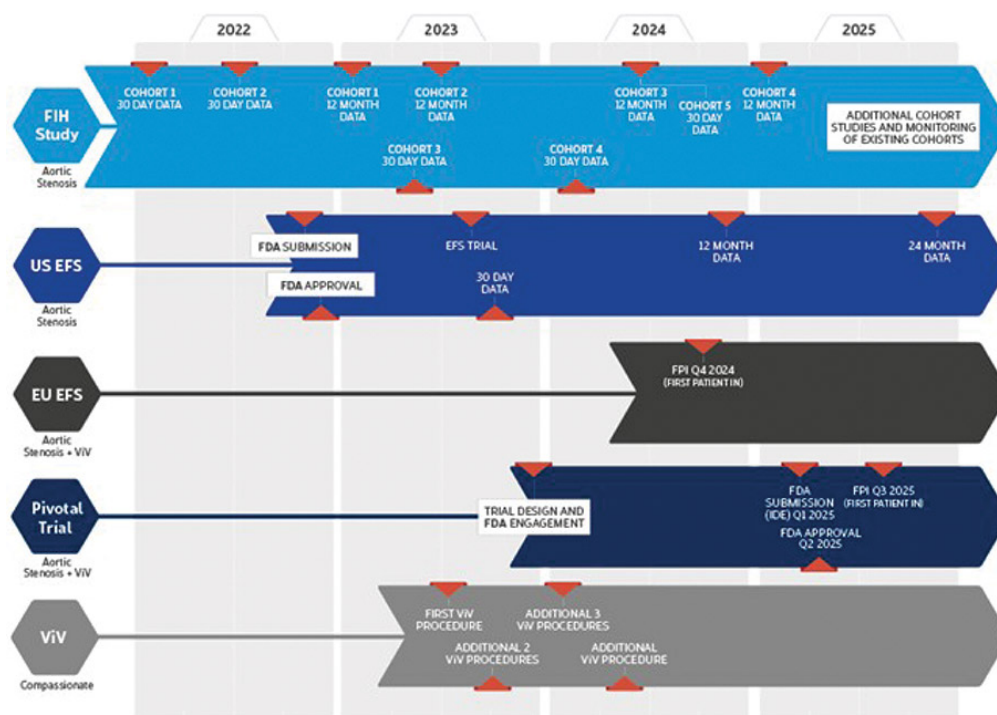 2022
2023
2024
2025
FIH
Study
Aortic
Stenosis
COHORT 1
30 DAY DATA
COHORT 2
30 DAY DATA
COHORT 1
12 MONTH
DATA
COHORT 2
12 MONTH
DATA
COHORT 3
30 DAY DATA
COHORT 4
30 DAY DATA
COHORT 3
12 MONTH
DATA
COHORT 5
30 DAY
DATA
COHORT 4
12 MONTH
DATA
ADDITIONAL COHORT
STUDIES AND MONITORING
OF EXISTING COHORTS
US EFS
Aortic
Stenosis
FDA SUBMISSION
FDA APPROVAL
EFS TRIAL
30 DAY
DATA
12 MONTH
DATA
24 MONTH
DATA
EU EFS
Aortic
Stenosis + ViV
FPI Q4 2024
(FIRST PATIENT IN)
Pivotal
Trial
Aortic
Stenosis + ViV
TRIAL DESIGN AND
FDA ENGAGEMENT
FDA
SUBMISSION
(IDE) Q1 2025
FDA APPROVAL
Q2 2025
FPI Q3 2025
(FIRST PATIENT IN)
ViV
Compassionate
FIRST ViV
PROCEDURE
ADDITIONAL 2
ViV PROCEDURES
ADDITIONAL 3
ViV PROCEDURES
ADDITIONAL
ViV PROCEDURE